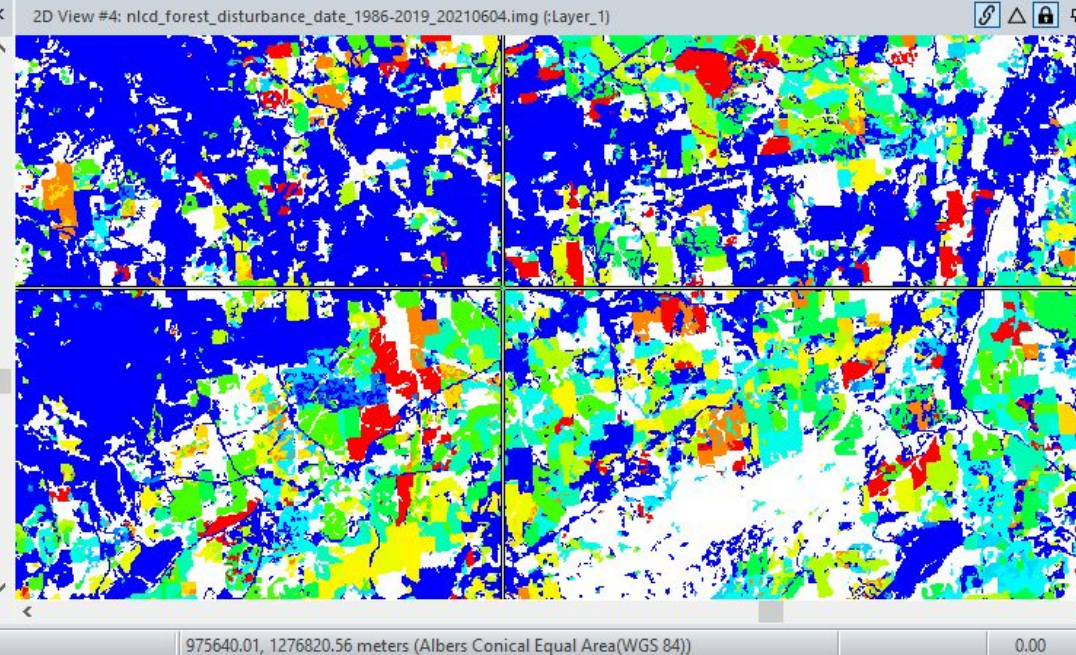 2D View #4: nlcd_forest_disturbance_date_1986-2019_20210604.img (:Layer_1)
975640.01, 1276820.56 meters (Albers Conical Equal Area(WGS 84))
0.00